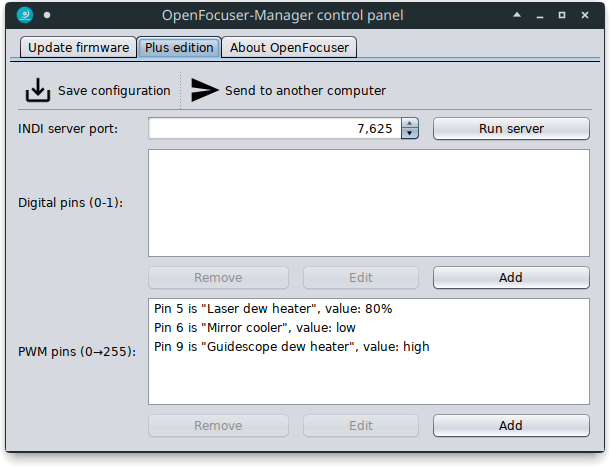 OpenFocuser-Manager control panel
Update firmware Plus edition About OpenFocuser
Save configuration Send to another computer
INDI server port: 7,625 Run server
Digital pins (0-1):
Remove Edit Add
Pin 5 is "Laser dew heater", value: 80%
Pin 6 is "Mirror cooler", value: low
Pin 9 is "Guidescope dew heater", value: high
PWM pins (0→255):
Remove Edit Add